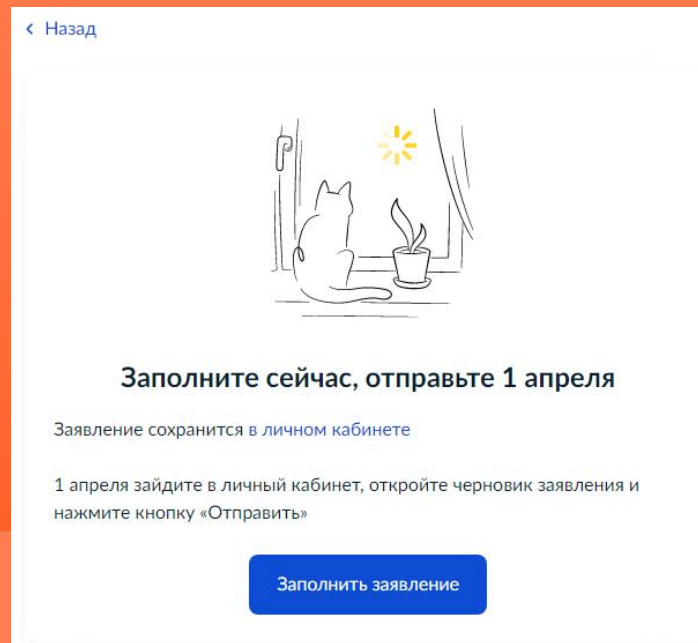 Назад
Заполните сейчас, отправьте 1 апреля
Заявление сохранится в личном кабинете
1 апреля зайдите в личный кабинет, откройте черновик заявления и
нажмите кнопку «Отправить»
Заполнить заявление